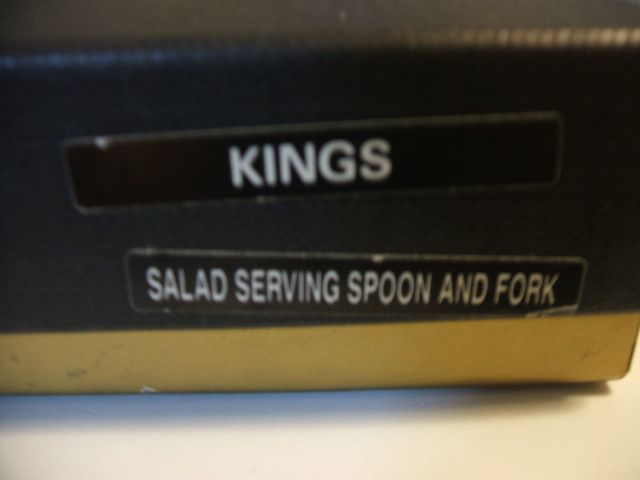 KINGS
SALAD SERVING SPOON AND FORK